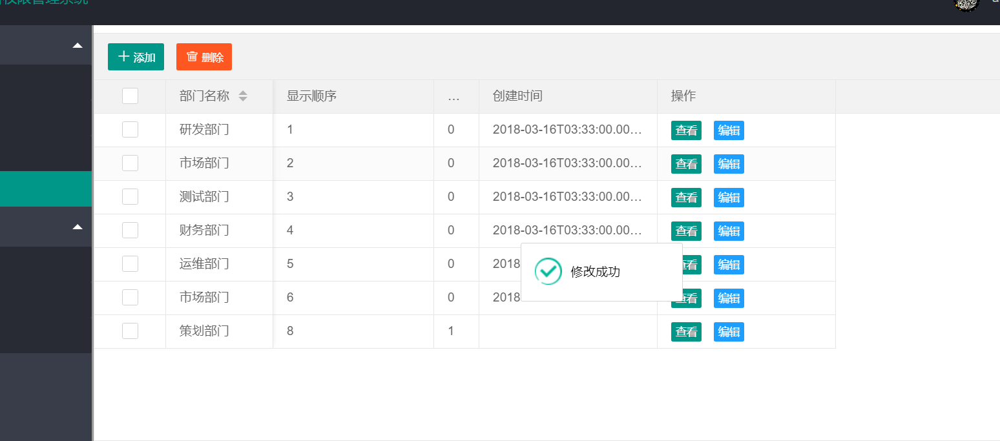 权限管理系统
添加 删除
部门名称 显示顺序 ... 创建时间 操作
研发部门 1 0 2018-03-16T03:33:00.00... 查看 编辑
市场部门 2 0 2018-03-16T03:33:00.00... 查看 编辑
测试部门 3 0 2018-03-16T03:33:00.00... 查看 编辑
财务部门 4 0 2018-03-16T03:33:00.00... 查看 编辑
运维部门 5 0 2018 查看 编辑
修改成功
市场部门 6 0 2018 查看 编辑
策划部门 8 1 查看 编辑